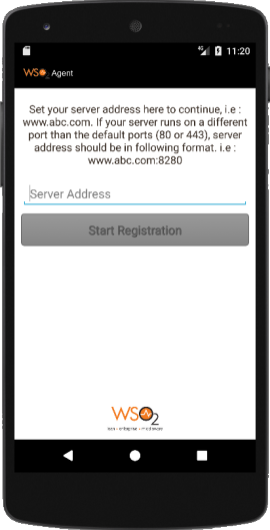 11:20
WSO2 Agent
Set your server address here to continue, i.e :
www.abc.com. If your server runs on a different
port than the default ports (80 or 443), server
address should be in following format. i.e :
www.abc.com:8280
Server Address
Start Registration
WSO2